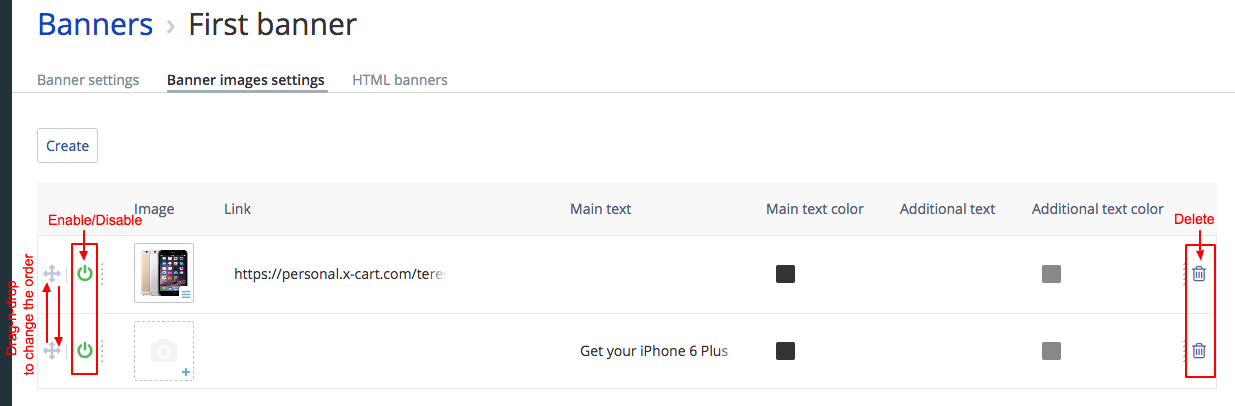 Banners › First banner
Banner settings Banner images settings HTML banners
Create
Image Link Main text Main text color Additional text Additional text color
Enable/Disable Delete
https://personal.x-cart.com/teres
Drag-n-drop
to change the order
Get your iPhone 6 Plus